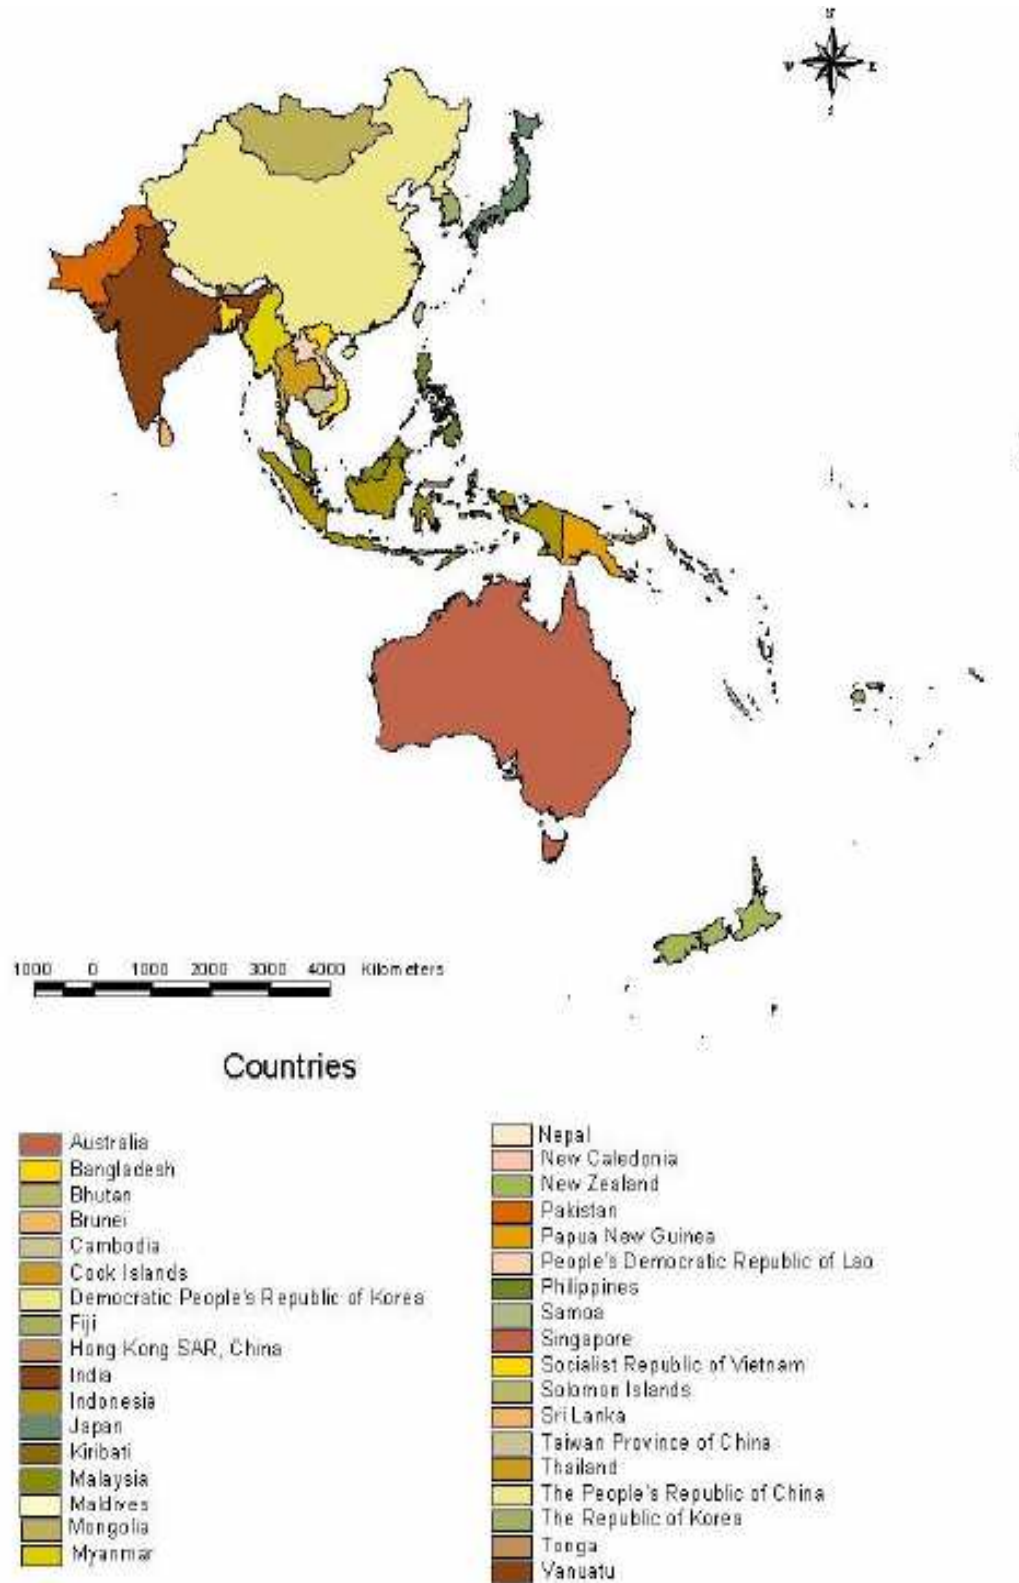 N
W E
S
1000 0 1000 2000 3000 4000 Kilometers
Countries
Australia
Bangladesh
Bhutan
Brunei
Cambodia
Cook Islands
Democratic People's Republic of Korea
Fiji
Hong Kong SAR, China
India
Indonesia
Japan
Kiribati
Malaysia
Maldives
Mongolia
Myanmar
Nepal
New Caledonia
New Zealand
Pakistan
Papua New Guinea
People's Democratic Republic of Lao
Philippines
Samoa
Singapore
Socialist Republic of Vietnam
Solomon Islands
Sri Lanka
Taiwan Province of China
Thailand
The People's Republic of China
The Republic of Korea
Tonga
Vanuatu